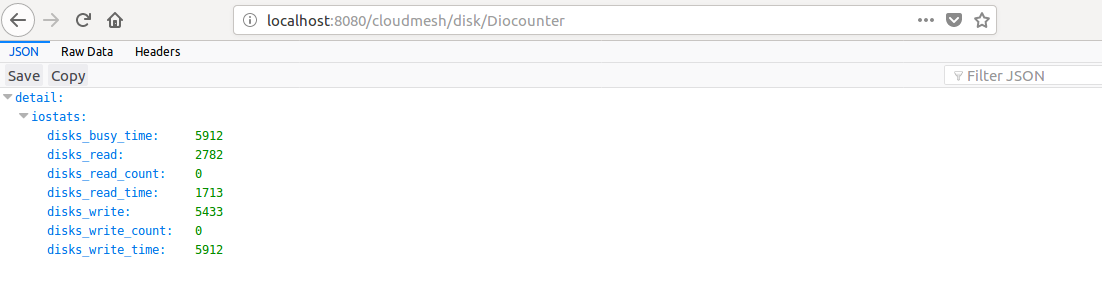 localhost:8080/cloudmesh/disk/Diocounter
JSON Raw Data Headers
Save Copy Filter JSON
detail:
iostats:
disks_busy_time: 5912
disks_read: 2782
disks_read_count: 0
disks_read_time: 1713
disks_write: 5433
disks_write_count: 0
disks_write_time: 5912